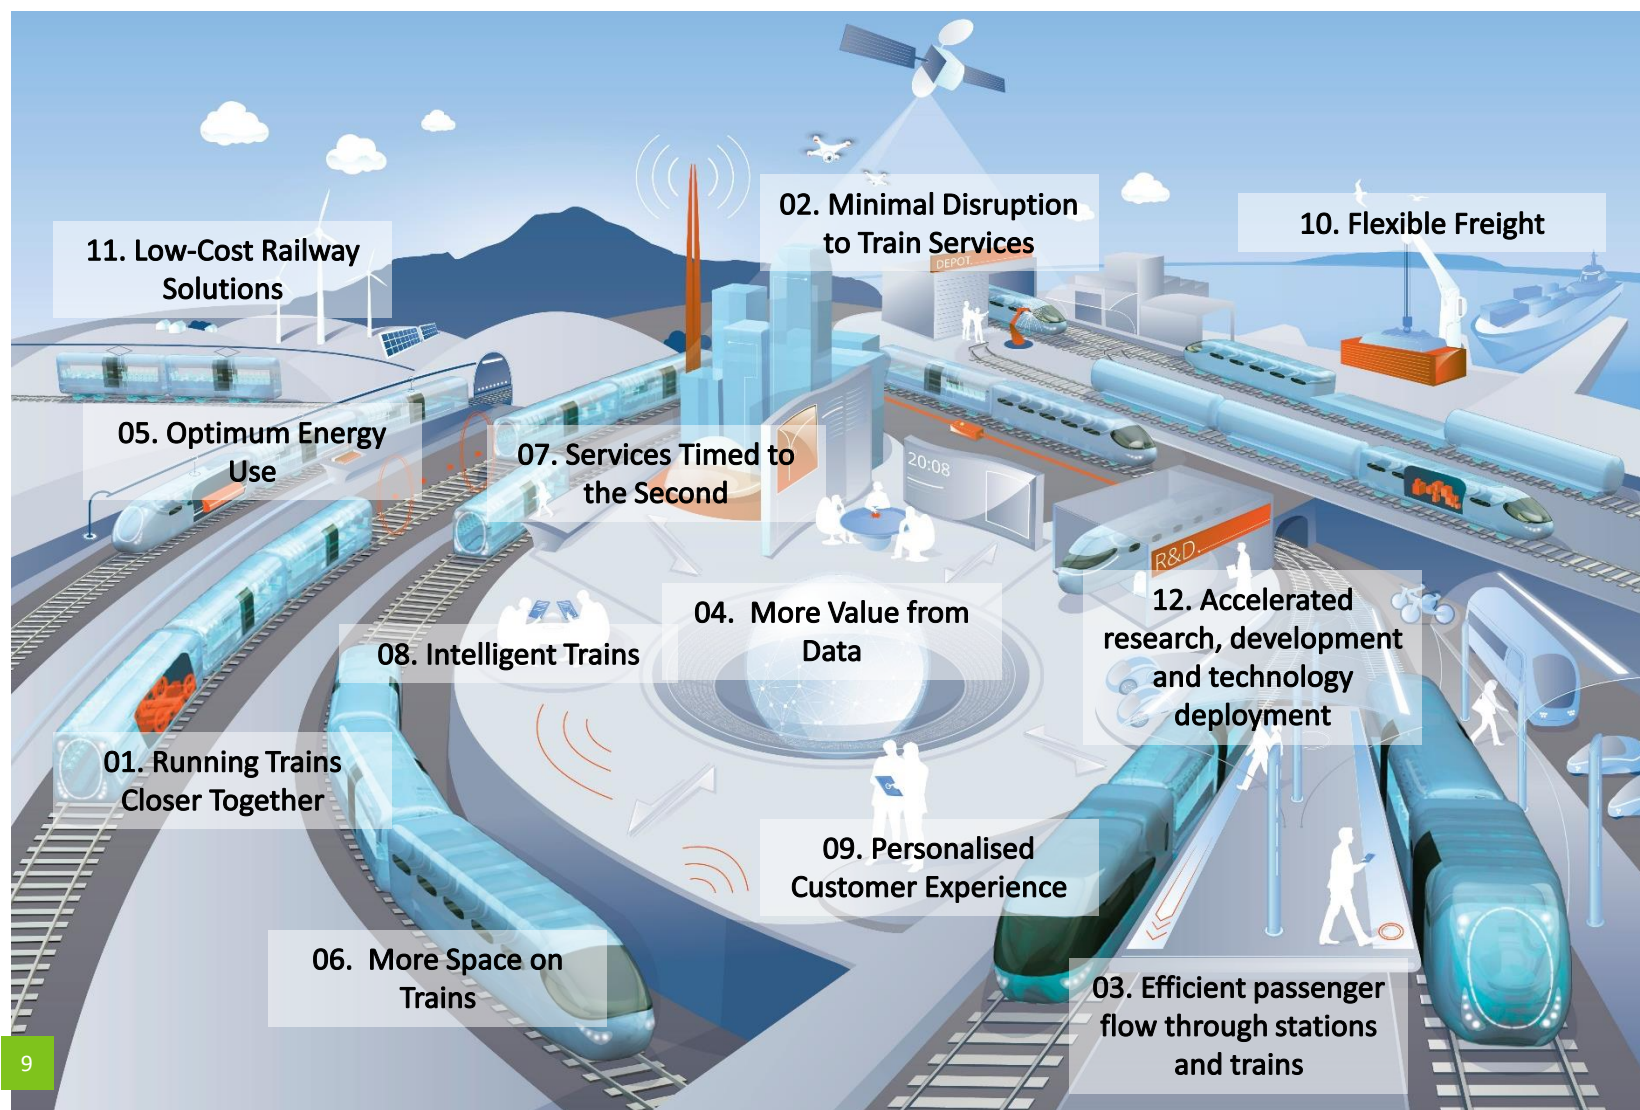 02. Minimal Disruption
to Train Services
10. Flexible Freight
11. Low-Cost Railway
Solutions
DEPOT
05. Optimum Energy
Use
07. Services Timed to
the Second
20:08
R&D.
04.  More Value from
Data
12. Accelerated
research, development
and technology
deployment
08. Intelligent Trains
01. Running Trains
Closer Together
09. Personalised
Customer Experience
06.  More Space on
Trains
03. Efficient passenger
flow through stations
and trains
9